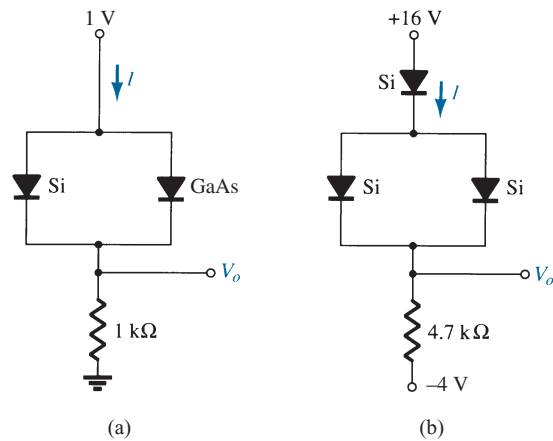 1 V
I
Si
GaAs
Vo
1 kΩ
(a)
+16 V
Si
I
Si
Si
Vo
4.7 kΩ
–4 V
(b)